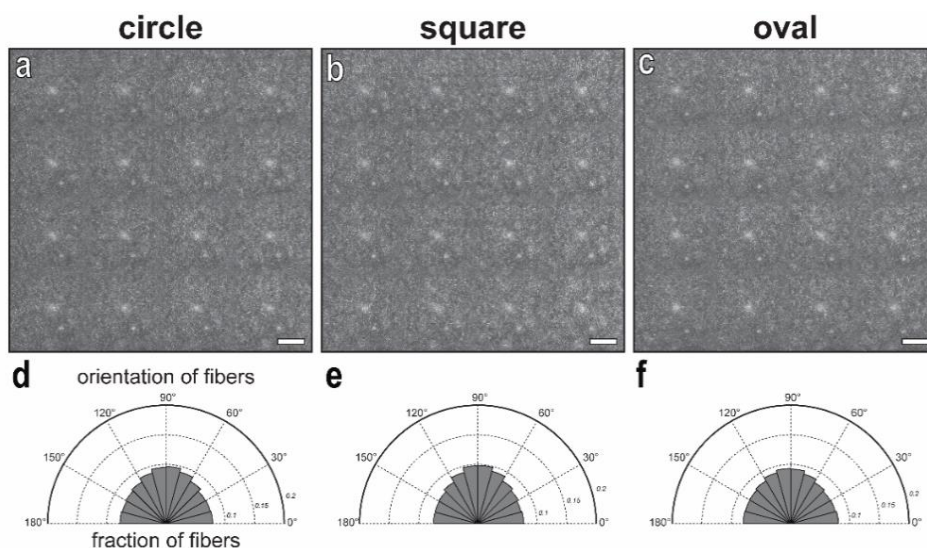 circle square oval
a b c
d e f
orientation of fibers
90° 90° 90°
120° 60° 120° 60° 120° 60°
150° 30° 150° 30° 150° 30°
0.2 0.2 0.2
0.15 0.15 0.15
0.1 0.1 0.1
180° 0° 180° 0° 180° 0°
fraction of fibers